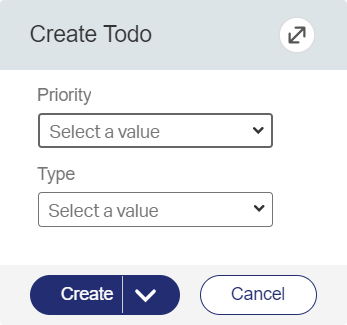 Create Todo
Priority
Select a value
Type
Select a value
Create
Cancel